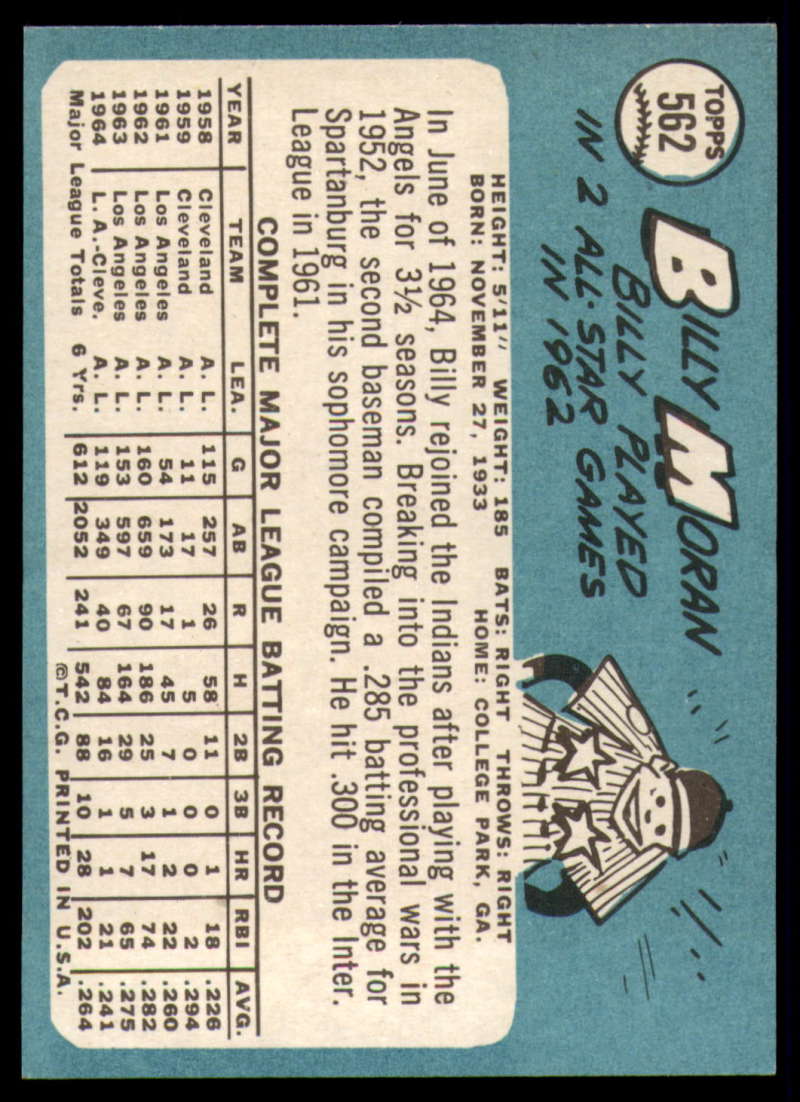 TOPPS
562
BILLY MORAN
BILLY PLAYED
IN 2 ALL-STAR GAMES
IN 1962
HEIGHT: 5'11" WEIGHT: 185 BATS: RIGHT THROWS: RIGHT
BORN: NOVEMBER 27, 1933 HOME: COLLEGE PARK, GA.
In June of 1964, Billy rejoined the Indians after playing with the
Angels for 3½ seasons. Breaking into the professional wars in
1952, the second baseman compiled a .285 batting average for
Spartanburg in his sophomore campaign. He hit .300 in the Inter.
League in 1961.
COMPLETE MAJOR LEAGUE BATTING RECORD
YEAR TEAM LEA. G AB R H 2B 3B HR RBI AVG.
1958 Cleveland A. L. 115 257 26 58 11 0 1 18 .226
1959 Cleveland A. L. 11 17 1 5 0 0 0 2 .294
1961 Los Angeles A. L. 54 173 17 45 7 1 2 22 .260
1962 Los Angeles A. L. 160 659 90 186 25 3 17 74 .282
1963 Los Angeles A. L. 153 597 67 164 29 5 7 65 .275
1964 L. A.-Cleve. A. L. 119 349 40 84 16 1 1 21 .241
Major League Totals 6 Yrs. 612 2052 241 542 88 10 28 202 .264
©T.C.G. PRINTED IN U.S.A.